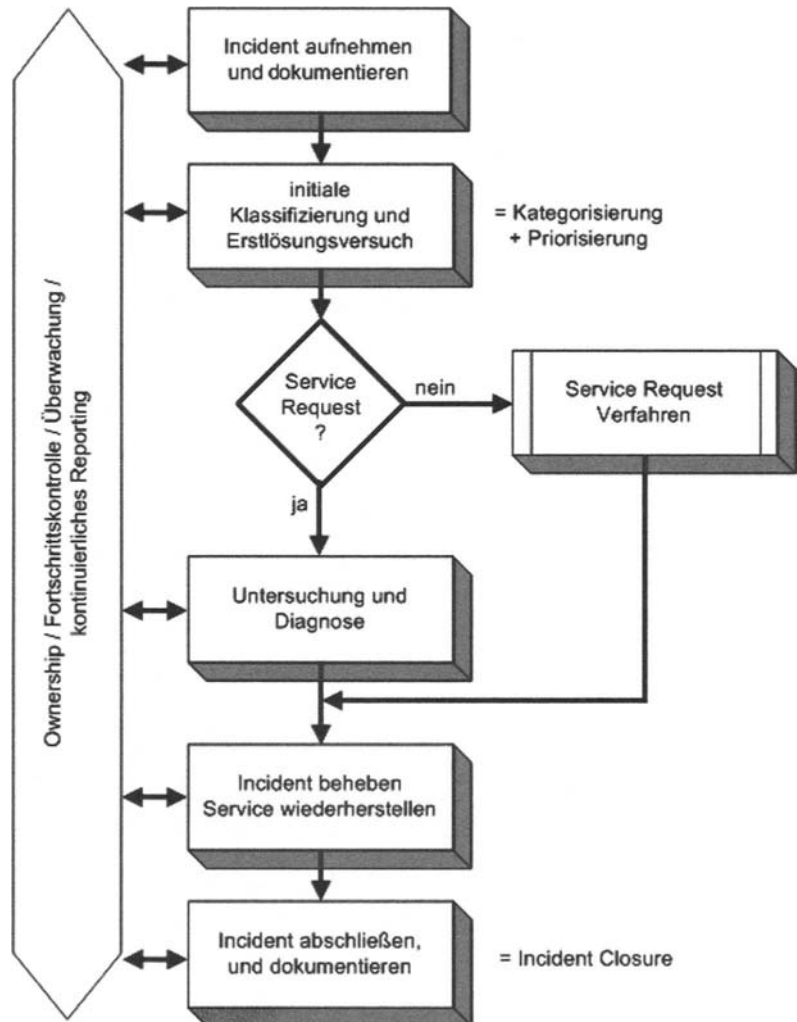 Incident aufnehmen
und dokumentieren
initiale
Klassifizierung und
Erstlösungsversuch
= Kategorisierung
+ Priorisierung
Service
Request
?
nein
Service Request
Verfahren
ja
Untersuchung und
Diagnose
Incident beheben
Service wiederherstellen
Incident abschließen,
und dokumentieren
= Incident Closure
Ownership / Fortschrittskontrolle / Überwachung /
kontinuierliches Reporting